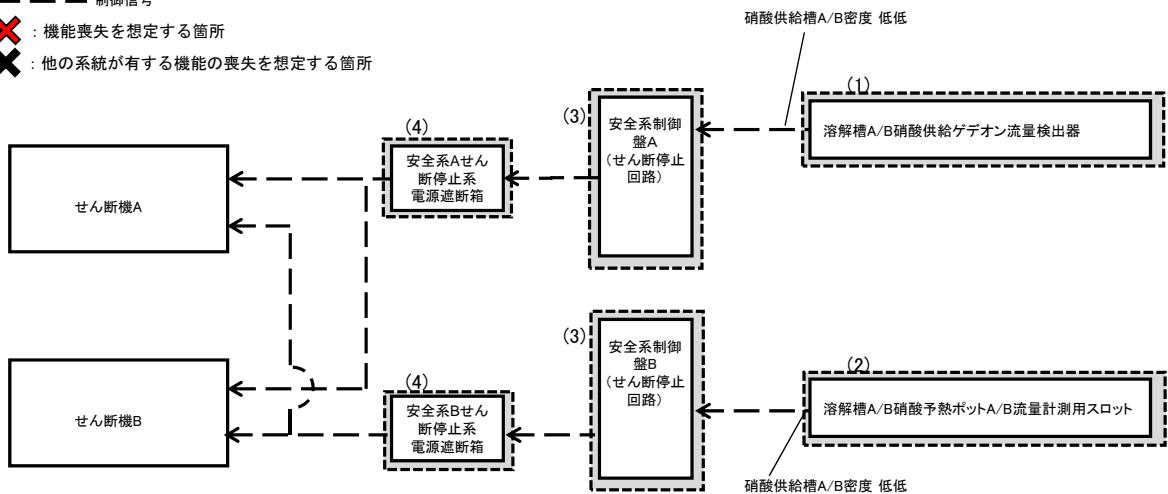 制御信号
：機能喪失を想定する箇所
：他の系統が有する機能の喪失を想定する箇所
硝酸供給槽A/B密度 低低
(1)
溶解槽A/B硝酸供給ゲデオン流量検出器
(3)
安全系制御
盤A
(せん断停止
回路)
(4)
安全系Aせん
断停止系
電源遮断箱
せん断機A
(2)
溶解槽A/B硝酸予熱ポットA/B流量計測用スロット
(3)
安全系制御
盤B
(せん断停止
回路)
(4)
安全系Bせん
断停止系
電源遮断箱
せん断機B
硝酸供給槽A/B密度 低低